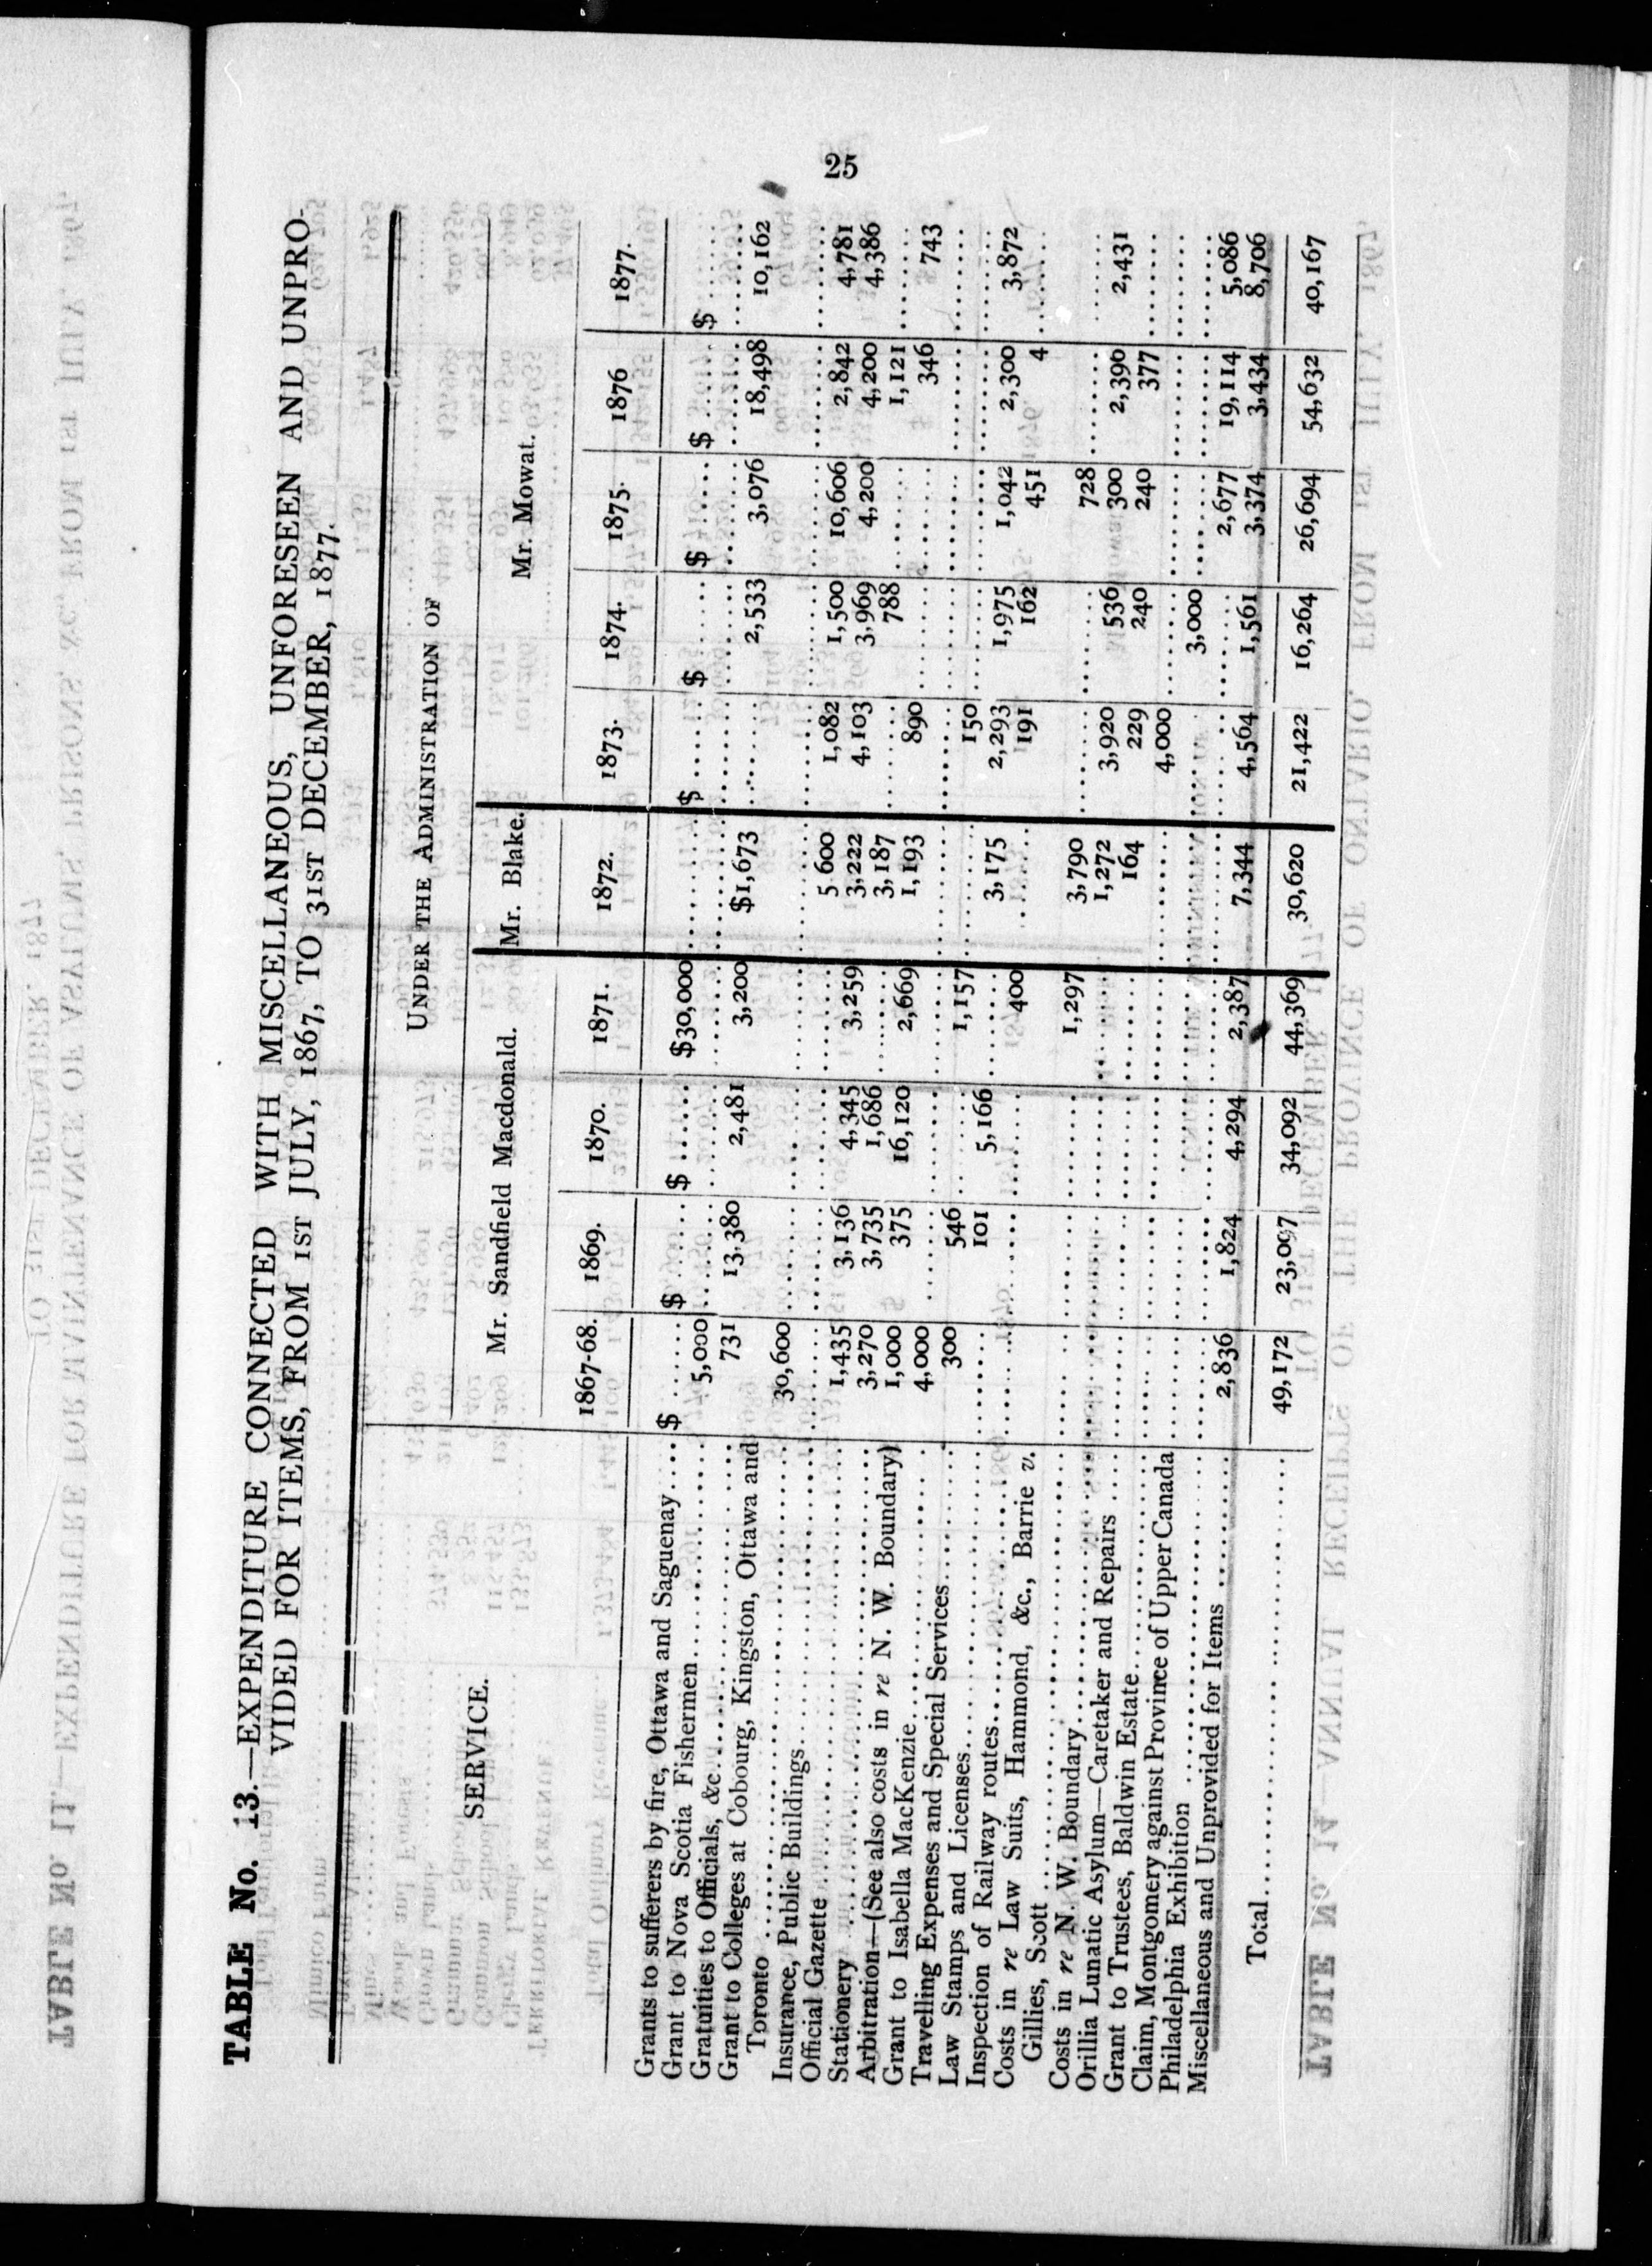 25
TABLE No. 13.—EXPENDITURE CONNECTED WITH MISCELLANEOUS, UNFORESEEN AND UNPRO-
VIDED FOR ITEMS, FROM 1ST JULY, 1867, TO 31ST DECEMBER, 1877.
UNDER THE ADMINISTRATION OF
SERVICE. Mr. Sandfield Macdonald. Mr. Blake. Mr. Mowat.
1867-68. 1869. 1870. 1871. 1872. 1873. 1874. 1875. 1876 1877.
Grants to sufferers by fire, Ottawa and Saguenay.... $...... $...... $...... $30,000 ...... $...... $...... $...... $...... $......
Grant to Nova Scotia Fishermen...... 5,000 ...... ...... ...... ...... ...... ...... ...... ...... ......
Gratuities to Officials, &c...... 731 13,380 2,481 3,200 $1,673 ...... 2,533 3,076 18,498 10,162
Grant to Colleges at Cobourg, Kingston, Ottawa and
Toronto ...... 30,600 ...... ...... ...... ...... ...... ...... ...... ...... ......
Insurance, Public Buildings...... ...... ...... ...... ...... 5 600 1,082 1,500 10,606 2,842 4,781
Official Gazette ...... 1,435 3,136 4,345 3,259 3,222 4,103 3,969 4,200 4,200 4,386
Stationery ...... 3,270 3,735 1,686 ...... 3,187 ...... 788 ...... 1,121 ......
Arbitration—(See also costs in re N. W. Boundary) 1,000 375 16,120 2,669 1,193 890 ...... ...... 346 743
Grant to Isabella MacKenzie...... 4,000 ...... ...... ...... ...... ...... ...... ...... ...... ......
Travelling Expenses and Special Services...... 300 546 ...... 1,157 ...... 150 ...... ...... ...... ......
Law Stamps and Licenses...... ...... 101 5,166 ...... 3,175 2,293 1,975 1,042 2,300 3,872
Inspection of Railway routes...... ...... ...... ...... 400 ...... 191 162 451 4 ......
Costs in re Law Suits, Hammond, &c., Barrie v.
Gillies, Scott ...... ...... ...... ...... 1,297 3,790 ...... ...... 728 ...... ......
Costs in re N. W. Boundary...... ...... ...... ...... ...... 1,272 3,920 536 300 2,396 2,431
Orillia Lunatic Asylum—Caretaker and Repairs ...... ...... ...... ...... ...... 164 229 240 240 377 ......
Grant to Trustees, Baldwin Estate...... ...... ...... ...... ...... ...... 4,000 ...... ...... ...... ......
Claim, Montgomery against Province of Upper Canada ...... ...... ...... ...... ...... ...... 3,000 ...... ...... ......
Philadelphia Exhibition ...... ...... ...... ...... ...... ...... ...... ...... 2,677 19,114 5,086
Miscellaneous and Unprovided for Items ...... 2,836 1,824 4,294 2,387 7,344 4,564 1,561 3,374 3,434 8,706
Total...... 49,172 23,097 34,092 44,369 30,620 21,422 16,264 26,694 54,632 40,167